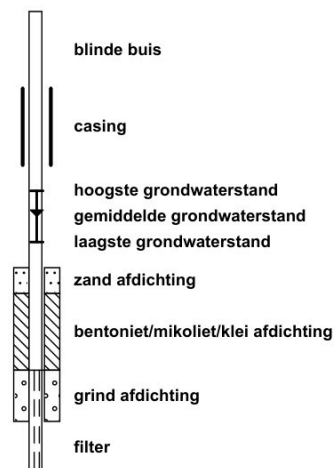 blinde buis
casing
hoogste grondwaterstand
gemiddelde grondwaterstand
laagste grondwaterstand
zand afdichting
bentoniet/mikoliet/klei afdichting
grind afdichting
filter